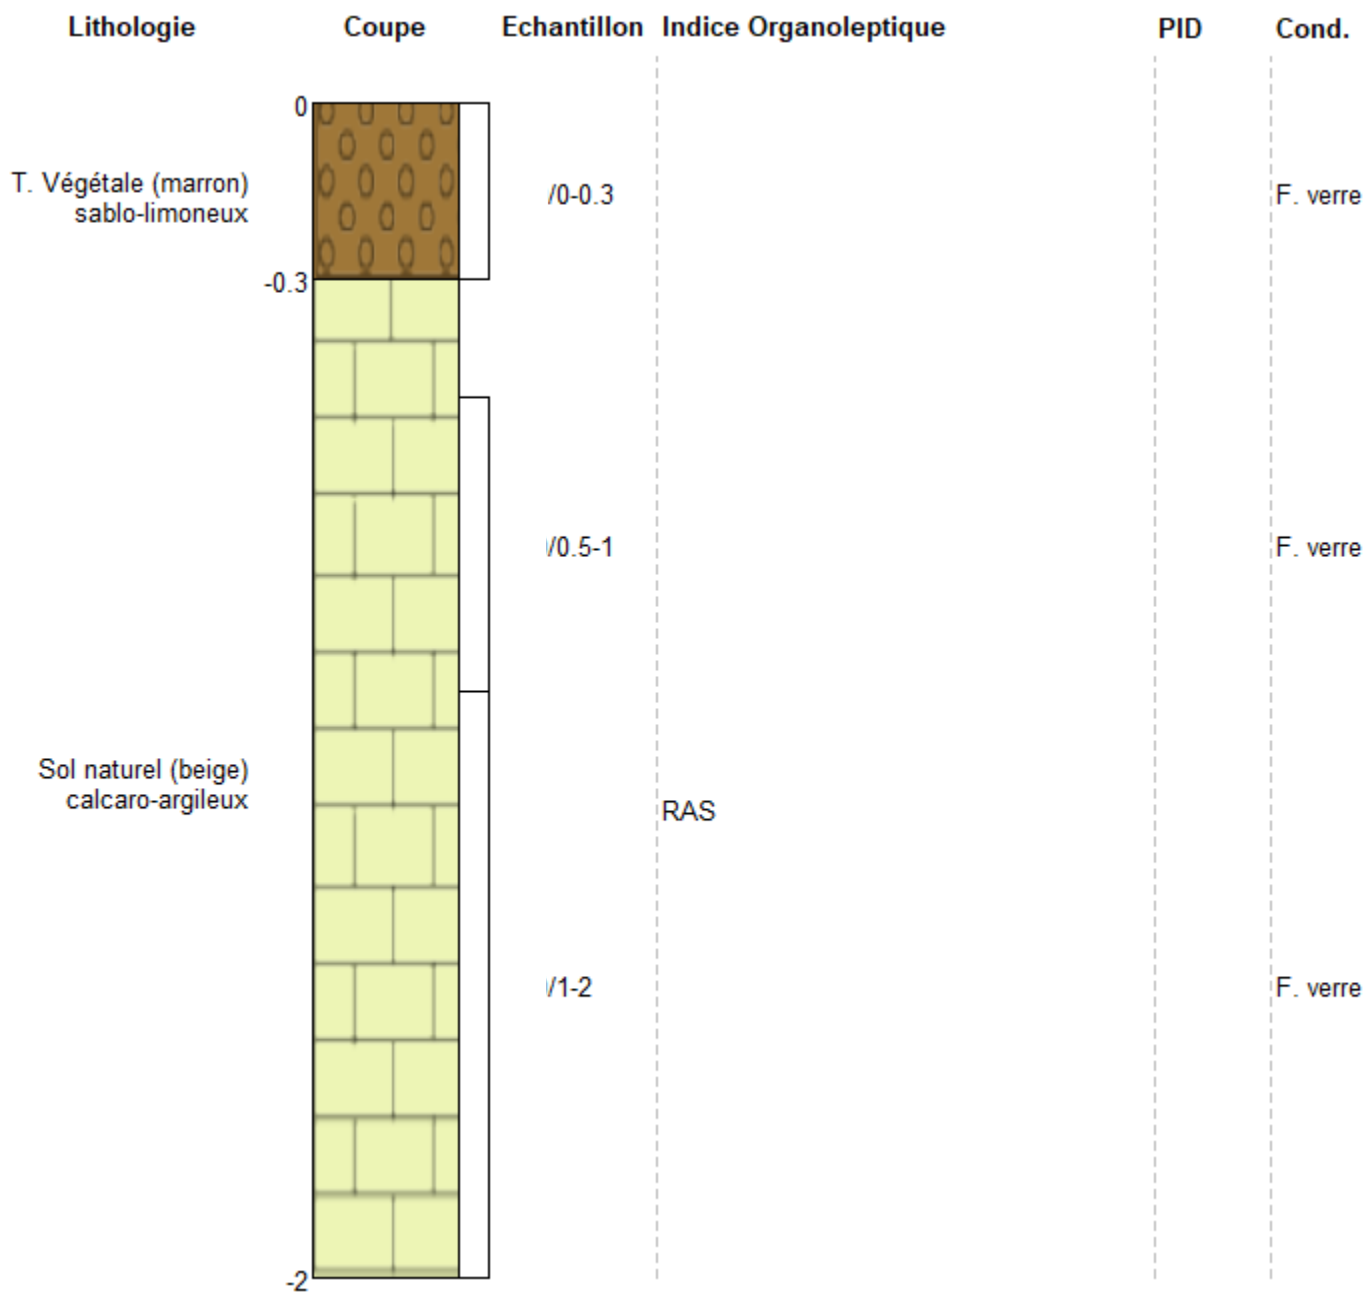 Lithologie Coupe Echantillon Indice Organoleptique PID Cond.
0
T. Végétale (marron)
sablo-limoneux
/0-0.3 F. verre
-0.3
/0.5-1 F. verre
Sol naturel (beige)
calcaro-argileux
RAS
/1-2 F. verre
-2